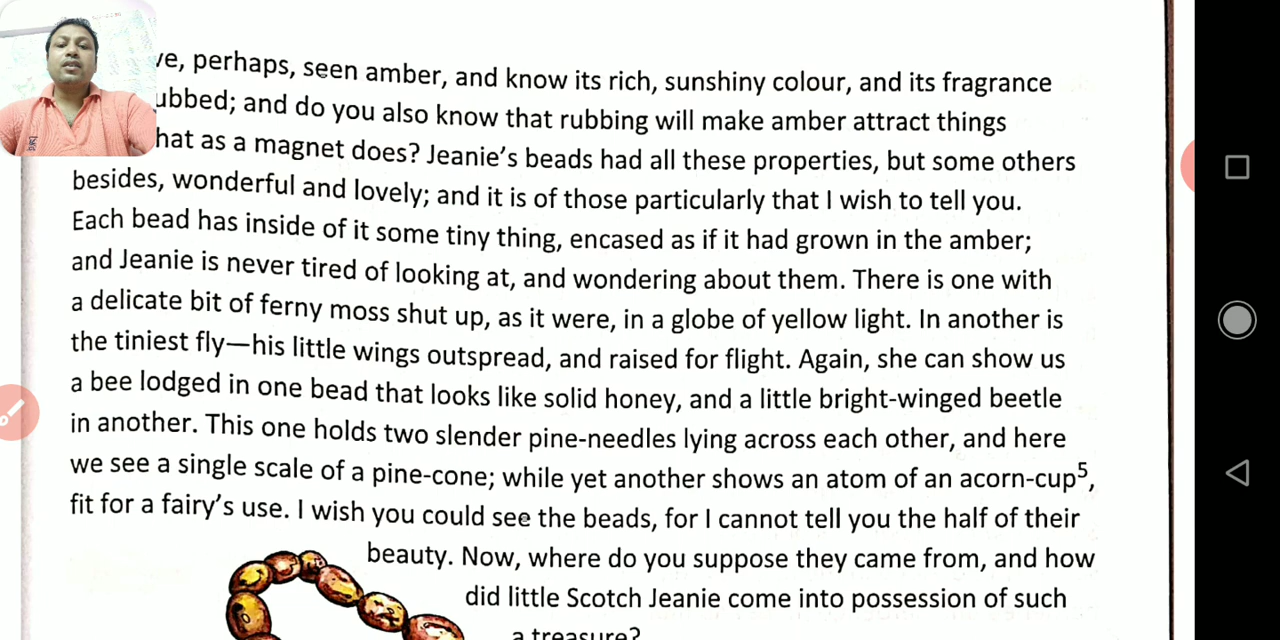 ve, perhaps, seen amber, and know its rich, sunshiny colour, and its fragrance
ubbed; and do you also know that rubbing will make amber attract things
hat as a magnet does? Jeanie's beads had all these properties, but some others
besides, wonderful and lovely; and it is of those particularly that I wish to tell you.
Each bead has inside of it some tiny thing, encased as if it had grown in the amber;
and Jeanie is never tired of looking at, and wondering about them. There is one with
a delicate bit of ferny moss shut up, as it were, in a globe of yellow light. In another is
the tiniest fly—his little wings outspread, and raised for flight. Again, she can show us
a bee lodged in one bead that looks like solid honey, and a little bright-winged beetle
in another. This one holds two slender pine-needles lying across each other, and here
we see a single scale of a pine-cone; while yet another shows an atom of an acorn-cup⁵,
fit for a fairy's use. I wish you could see the beads, for I cannot tell you the half of their
beauty. Now, where do you suppose they came from, and how
did little Scotch Jeanie come into possession of such
a treasure?